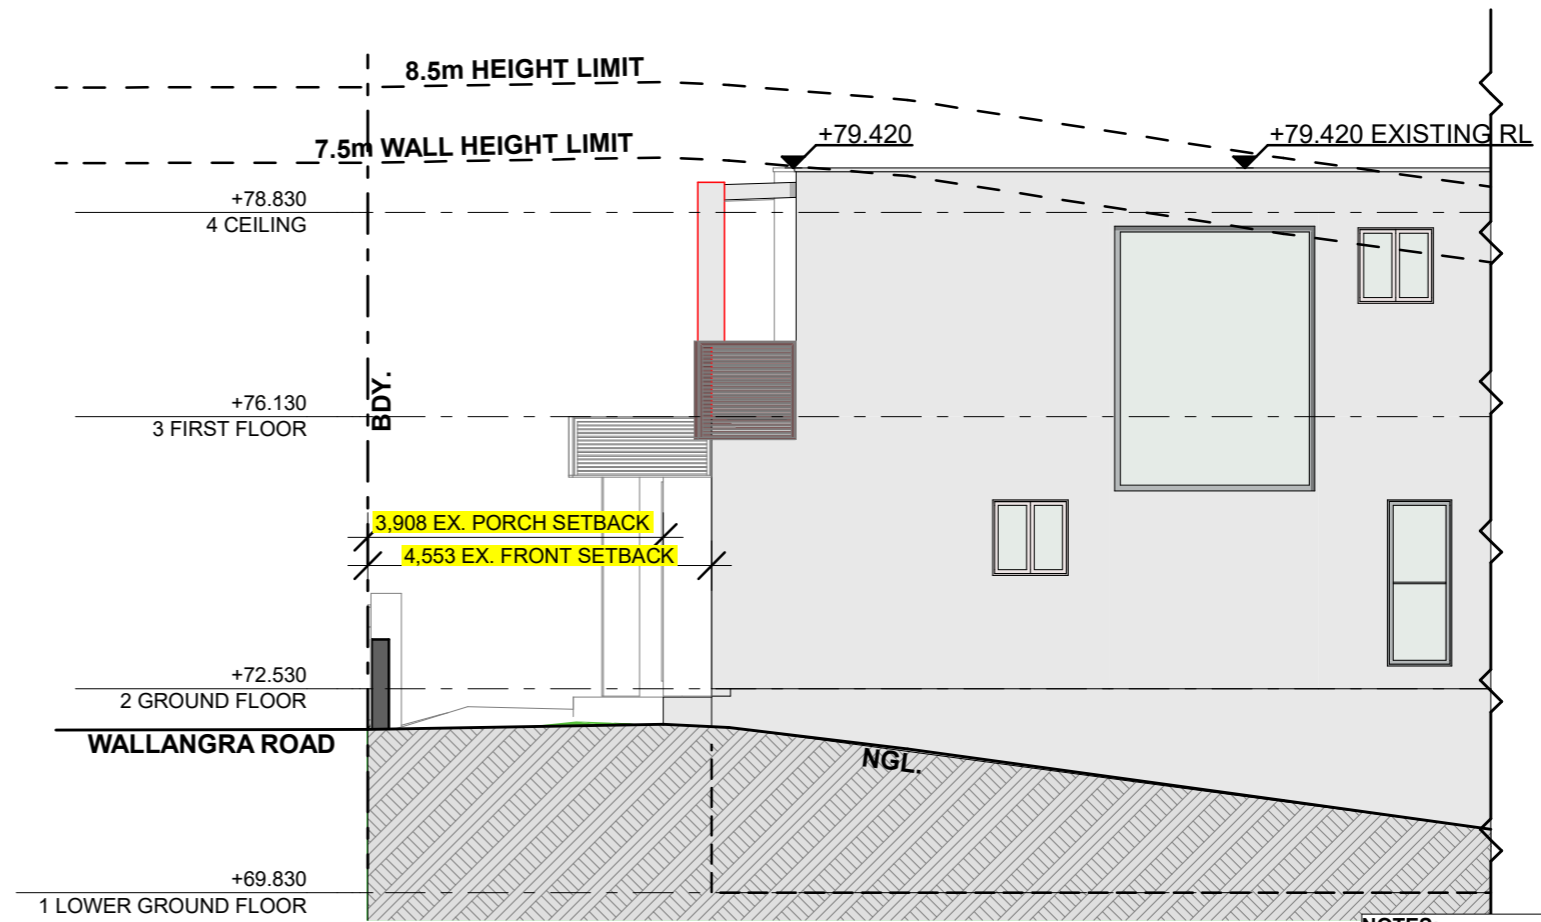 8.5m HEIGHT LIMIT
7.5m WALL HEIGHT LIMIT
+79.420
+79.420 EXISTING RL
+78.830
4 CEILING
BDY.
+76.130
3 FIRST FLOOR
3,908 EX. PORCH SETBACK
4,553 EX. FRONT SETBACK
+72.530
2 GROUND FLOOR
WALLANGRA ROAD
NGL.
+69.830
1 LOWER GROUND FLOOR
NOTES